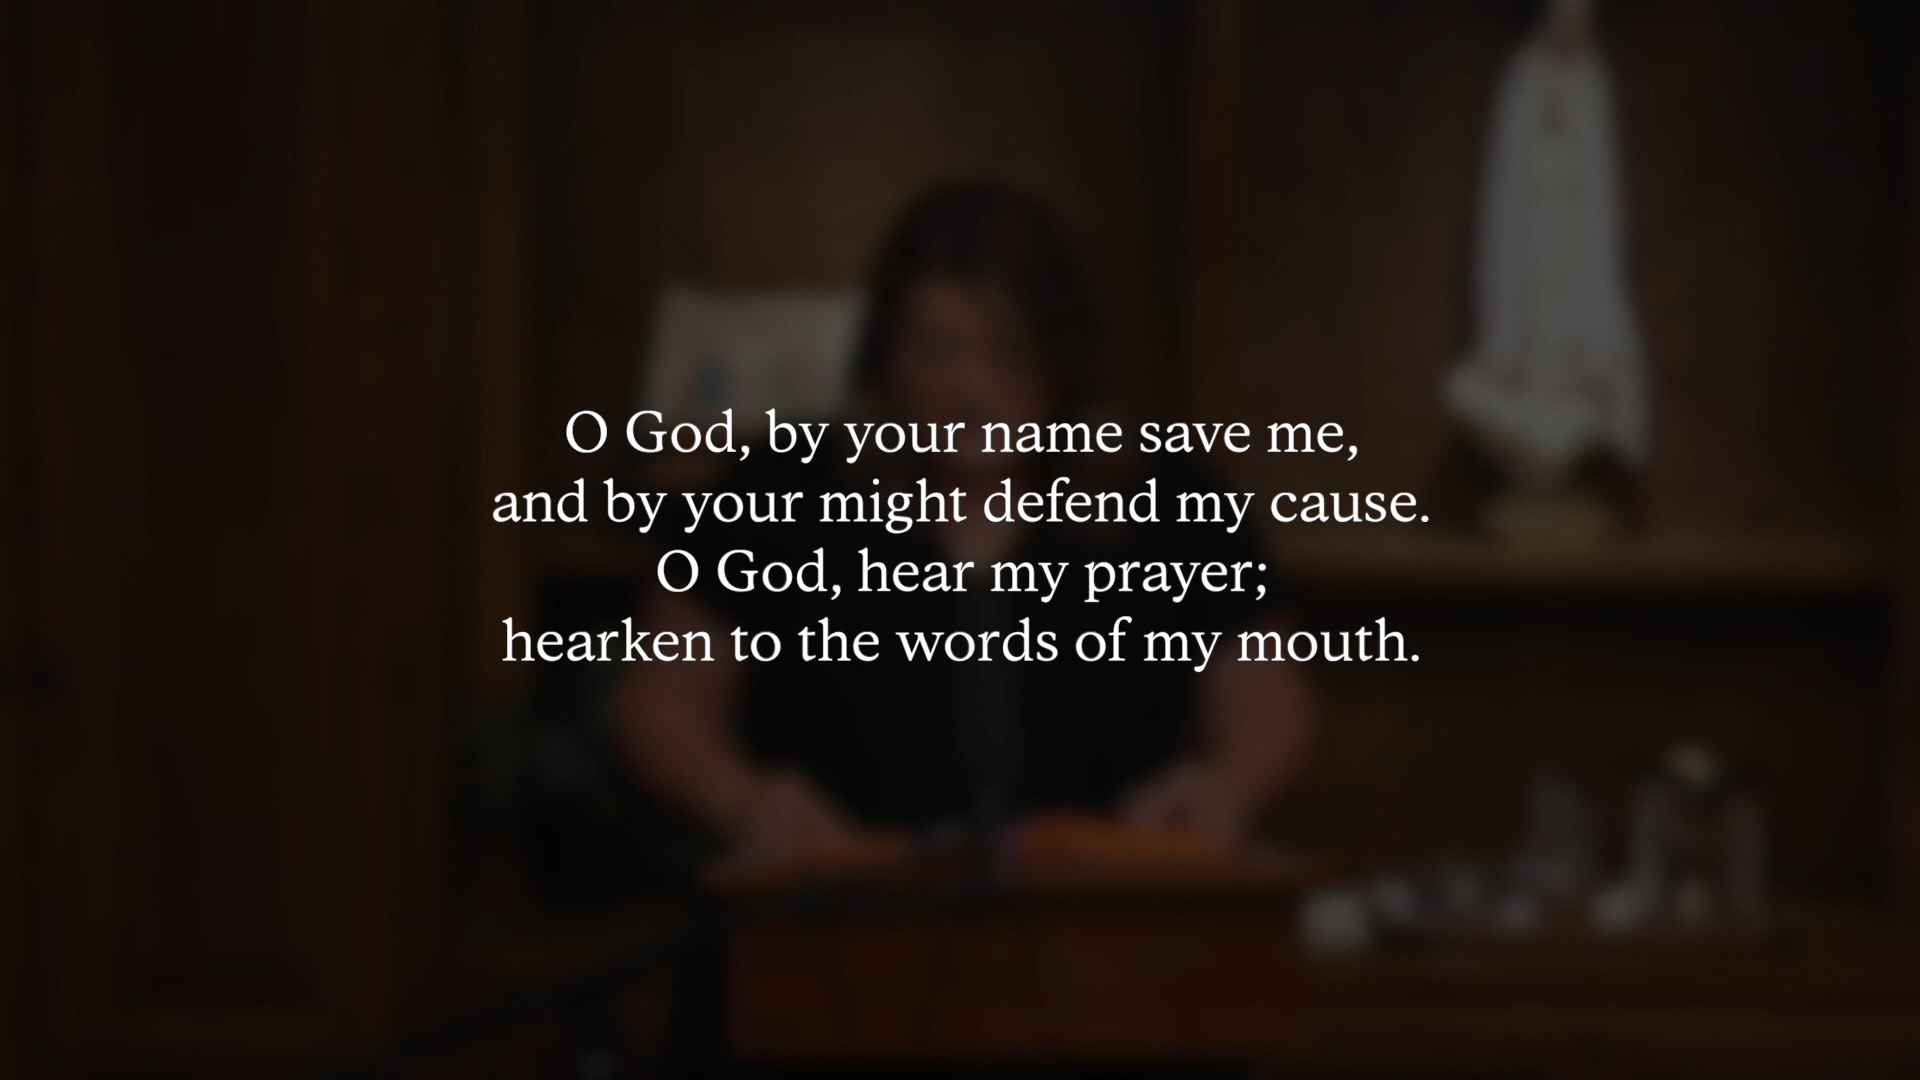 O God, by your name save me,
and by your might defend my cause.
O God, hear my prayer;
hearken to the words of my mouth.